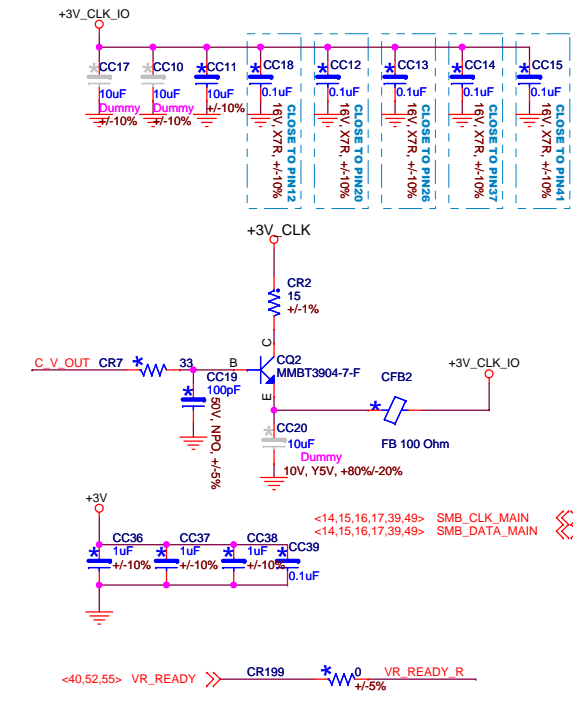 +3V_CLK_IO
CC17
10uF
Dummy
+/-10%
CC10
10uF
Dummy
+/-10%
CC11
10uF
+/-10%
CC18
0.1uF
16V, X7R, +/-10%
CLOSE TO PIN12
CC12
0.1uF
16V, X7R, +/-10%
CLOSE TO PIN20
CC13
0.1uF
16V, X7R, +/-10%
CLOSE TO PIN26
CC14
0.1uF
16V, X7R, +/-10%
CLOSE TO PIN37
CC15
0.1uF
16V, X7R, +/-10%
CLOSE TO PIN41
+3V_CLK
CR2
15
+/-1%
C
C_V_OUT
CR7
33
B
CQ2
MMBT3904-7-F
E
CC19
100pF
50V, NPO, +/-5%
+3V_CLK_IO
CFB2
FB 100 Ohm
CC20
10uF
Dummy
10V, Y5V, +80%/-20%
+3V
CC36
1uF
+/-10%
CC37
1uF
+/-10%
CC38
1uF
+/-10%
CC39
0.1uF
<14,15,16,17,39,49> SMB_CLK_MAIN
<14,15,16,17,39,49> SMB_DATA_MAIN
<40,52,55> VR_READY
CR199
0
+/-5%
VR_READY_R